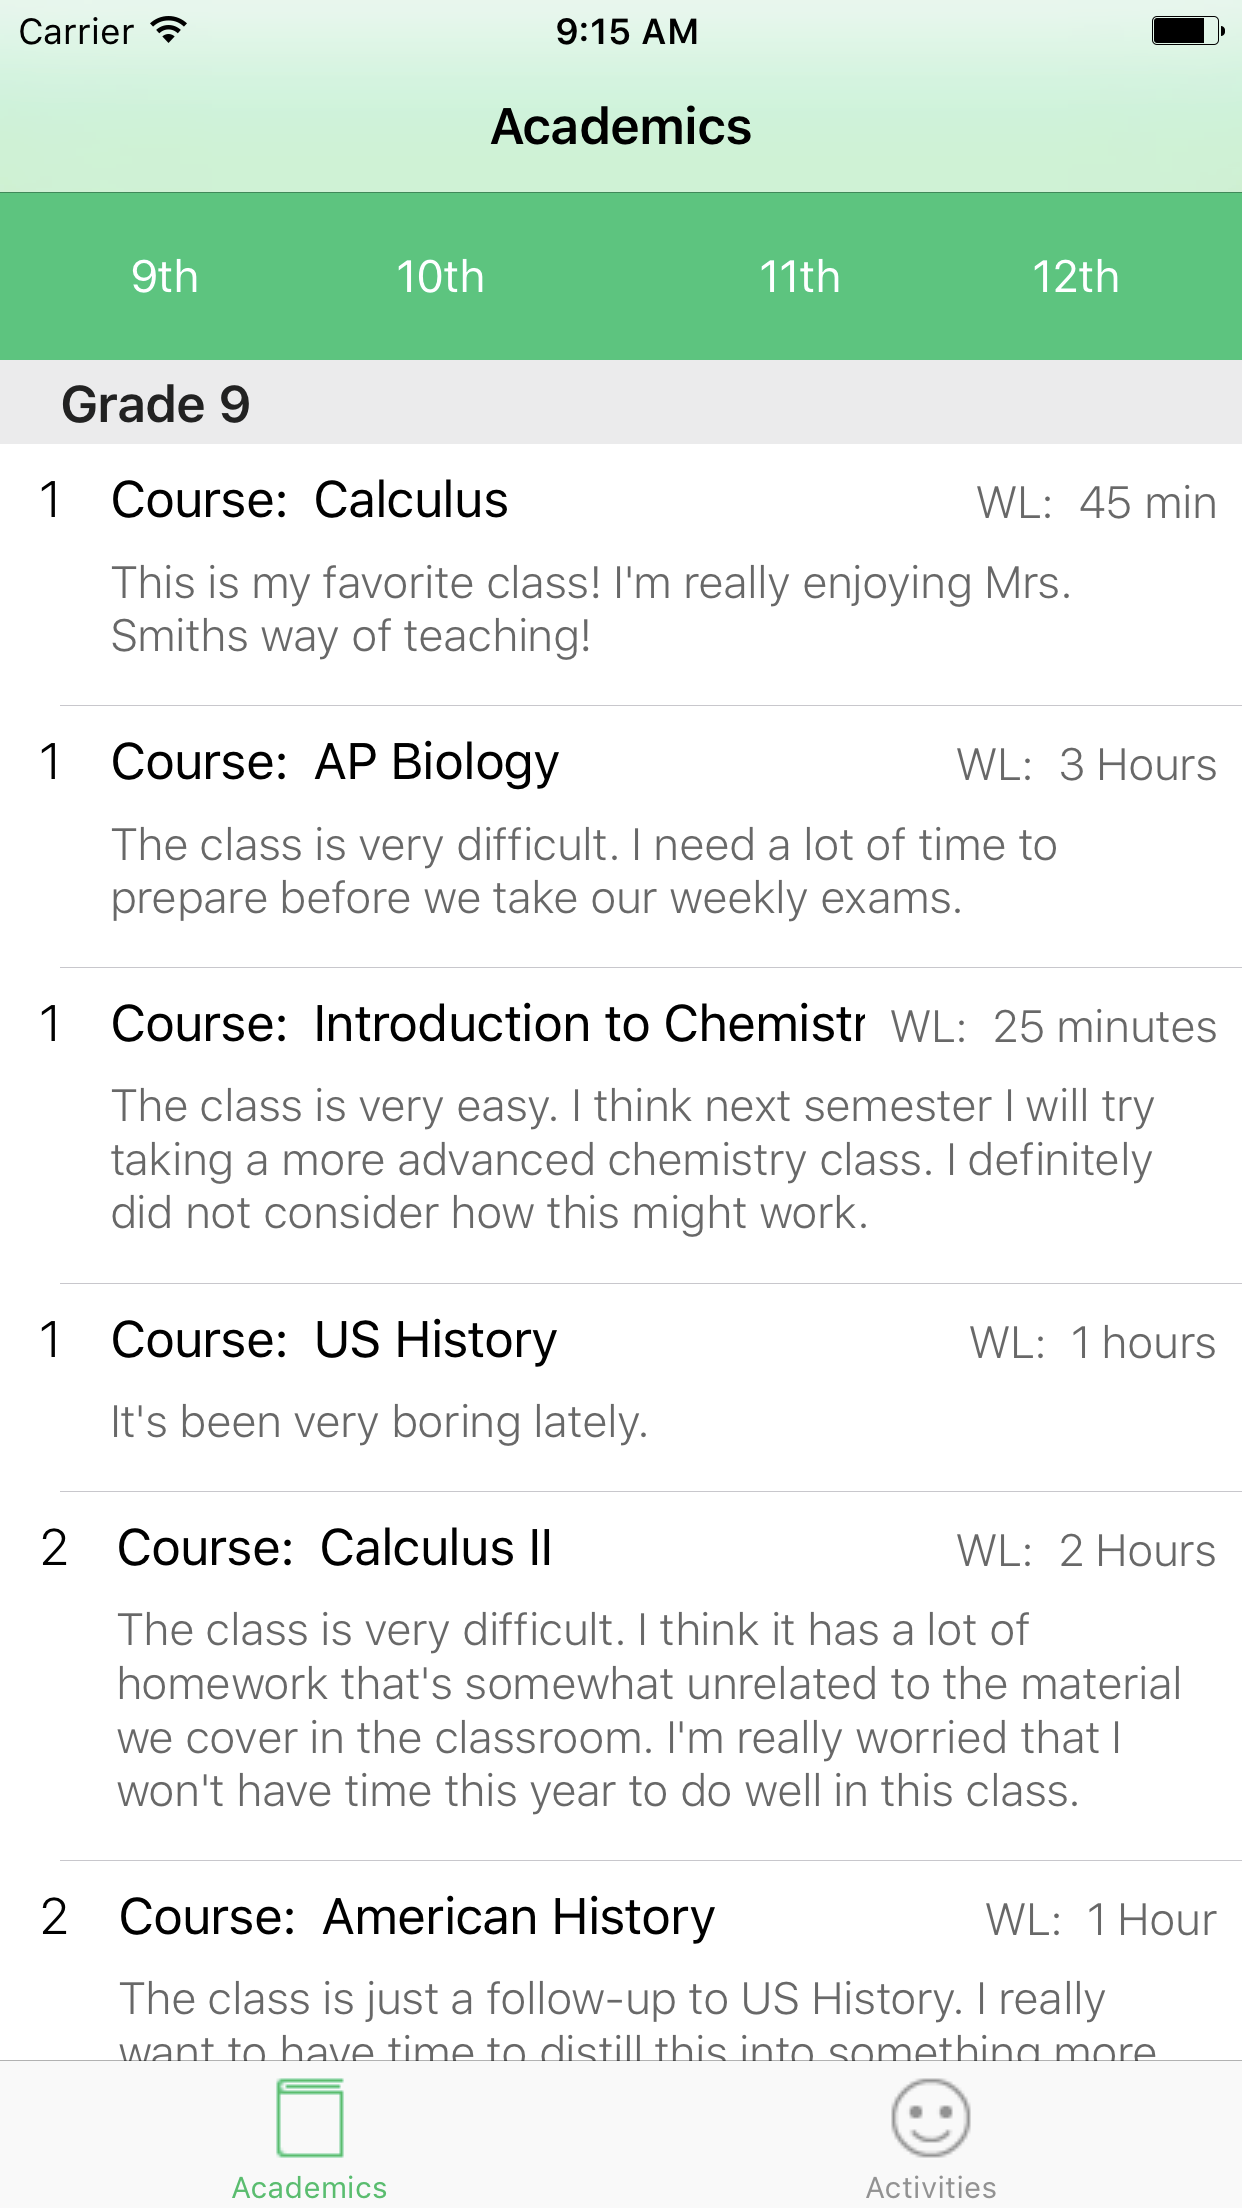 Carrier 9:15 AM
Academics
9th 10th 11th 12th
Grade 9
1 Course: Calculus WL: 45 min
This is my favorite class! I'm really enjoying Mrs.
Smiths way of teaching!
1 Course: AP Biology WL: 3 Hours
The class is very difficult. I need a lot of time to
prepare before we take our weekly exams.
1 Course: Introduction to Chemistr WL: 25 minutes
The class is very easy. I think next semester I will try
taking a more advanced chemistry class. I definitely
did not consider how this might work.
1 Course: US History WL: 1 hours
It's been very boring lately.
2 Course: Calculus II WL: 2 Hours
The class is very difficult. I think it has a lot of
homework that's somewhat unrelated to the material
we cover in the classroom. I'm really worried that I
won't have time this year to do well in this class.
2 Course: American History WL: 1 Hour
The class is just a follow-up to US History. I really
want to have time to distill this into something more
Academics Activities